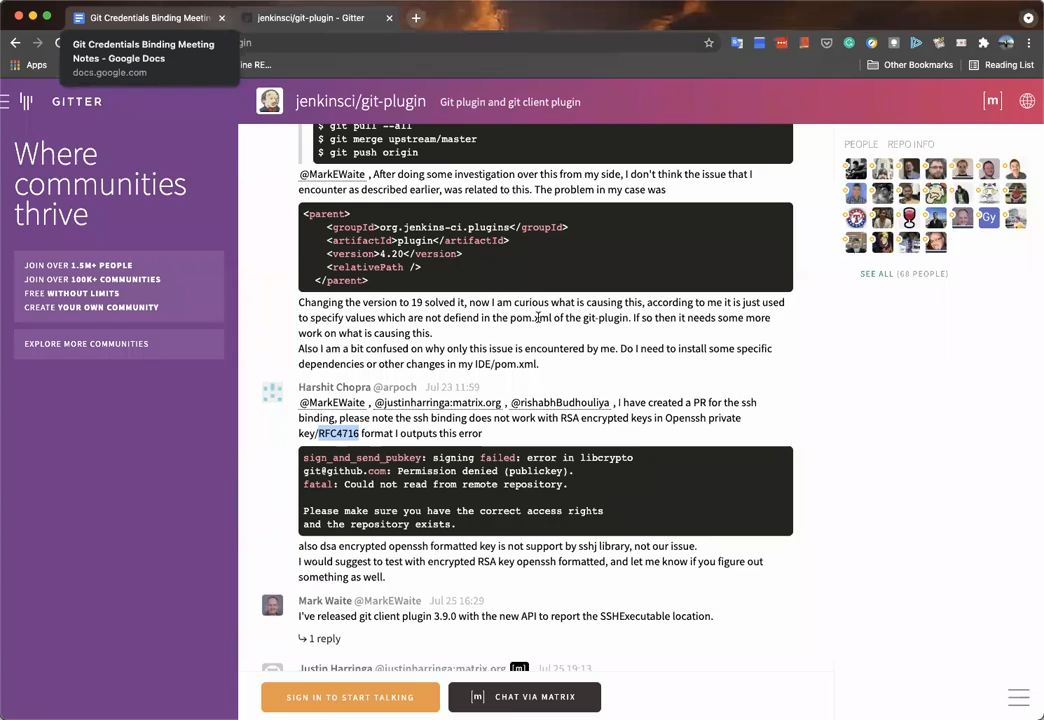 Git Credentials Binding Meetin
jenkinsci/git-plugin - Gitter
Git Credentials Binding Meeting
Notes - Google Docs
docs.google.com
gin
Apps
ine RE...
Other Bookmarks
Reading List
GITTER
jenkinsci/git-plugin
Git plugin and git client plugin
[m]
Where
communities
thrive
JOIN OVER 1.5M+ PEOPLE
JOIN OVER 100K+ COMMUNITIES
FREE WITHOUT LIMITS
CREATE YOUR OWN COMMUNITY
EXPLORE MORE COMMUNITIES
$ git pull --all
$ git merge upstream/master
$ git push origin
@MarkEWaite , After doing some investigation over this from my side, I don't think the issue that I
encounter as described earlier, was related to this. The problem in my case was
<parent>
<groupId>org.jenkins-ci.plugins</groupId>
<artifactId>plugin</artifactId>
<version>4.20</version>
<relativePath />
</parent>
Changing the version to 19 solved it, now I am curious what is causing this, according to me it is just used
to specify values which are not defiend in the pom.xml of the git-plugin. If so then it needs some more
work on what is causing this.
Also I am a bit confused on why only this issue is encountered by me. Do I need to install some specific
dependencies or other changes in my IDE/pom.xml.
Harshit Chopra @arpoch Jul 23 11:59
@MarkEWaite , @justinharringa:matrix.org , @rishabhBudhouliya , I have created a PR for the ssh
binding, please note the ssh binding does not work with RSA encrypted keys in Openssh private
key/RFC4716 format I outputs this error
sign_and_send_pubkey: signing failed: error in libcrypto
git@github.com: Permission denied (publickey).
fatal: Could not read from remote repository.
Please make sure you have the correct access rights
and the repository exists.
also dsa encrypted openssh formatted key is not support by sshj library, not our issue.
I would suggest to test with encrypted RSA key openssh formatted, and let me know if you figure out
something as well.
Mark Waite @MarkEWaite Jul 25 16:29
I've released git client plugin 3.9.0 with the new API to report the SSHExecutable location.
1 reply
Justin Harringa @justinharringa:matrix.org [m] Jul 25 19:13
SIGN IN TO START TALKING
[m] CHAT VIA MATRIX
PEOPLE
REPO INFO
Gy
SEE ALL (68 PEOPLE)